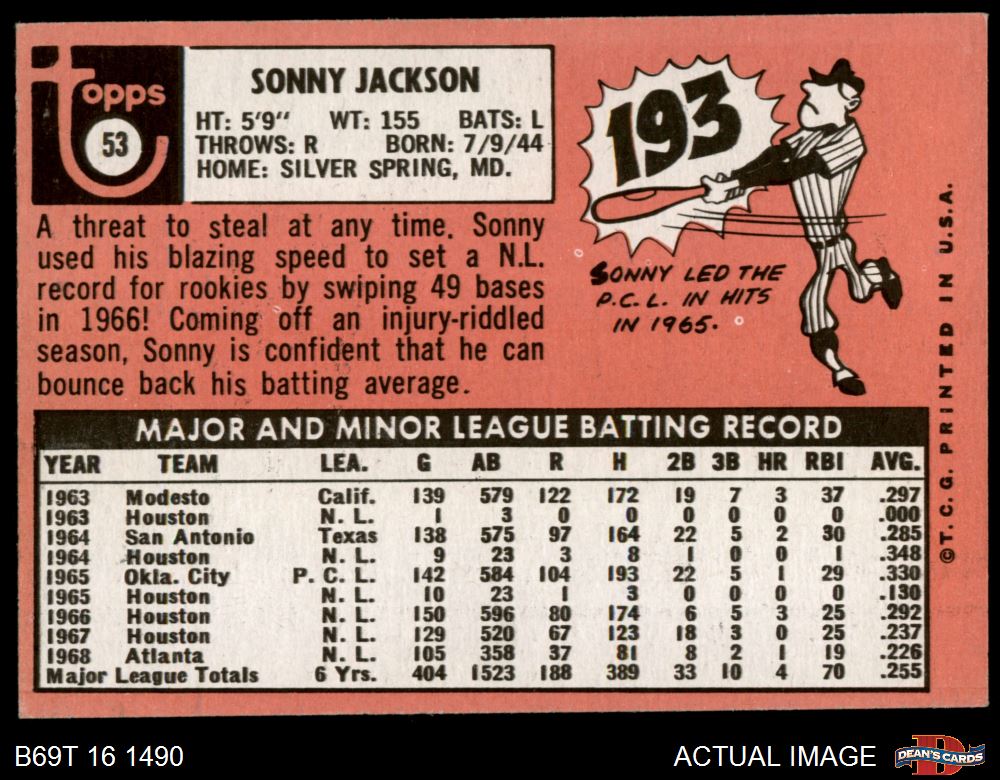 topps
53
SONNY JACKSON
HT: 5'9" WT: 155 BATS: L
THROWS: R BORN: 7/9/44
HOME: SILVER SPRING, MD.
A threat to steal at any time. Sonny
used his blazing speed to set a N.L.
record for rookies by swiping 49 bases
in 1966! Coming off an injury-riddled
season, Sonny is confident that he can
bounce back his batting average.
193
SONNY LED THE
P.C.L. IN HITS
IN 1965.
©T.C.G. PRINTED IN U.S.A.
MAJOR AND MINOR LEAGUE BATTING RECORD
YEAR TEAM LEA. G AB R H 2B 3B HR RBI AVG.
1963 Modesto Calif. 139 579 122 172 19 7 3 37 .297
1963 Houston N. L. 1 3 0 0 0 0 0 0 .000
1964 San Antonio Texas 138 575 97 164 22 5 2 30 .285
1964 Houston N. L. 9 23 3 8 1 0 0 1 .348
1965 Okla. City P. C. L. 142 584 104 193 22 5 1 29 .330
1965 Houston N. L. 10 23 1 3 0 0 0 0 .130
1966 Houston N. L. 150 596 80 174 6 5 3 25 .292
1967 Houston N. L. 129 520 67 123 18 3 0 25 .237
1968 Atlanta N. L. 105 358 37 81 8 2 1 19 .226
Major League Totals 6 Yrs. 404 1523 188 389 33 10 4 70 .255
B69T 16 1490
ACTUAL IMAGE
D
DEAN'S CARDS